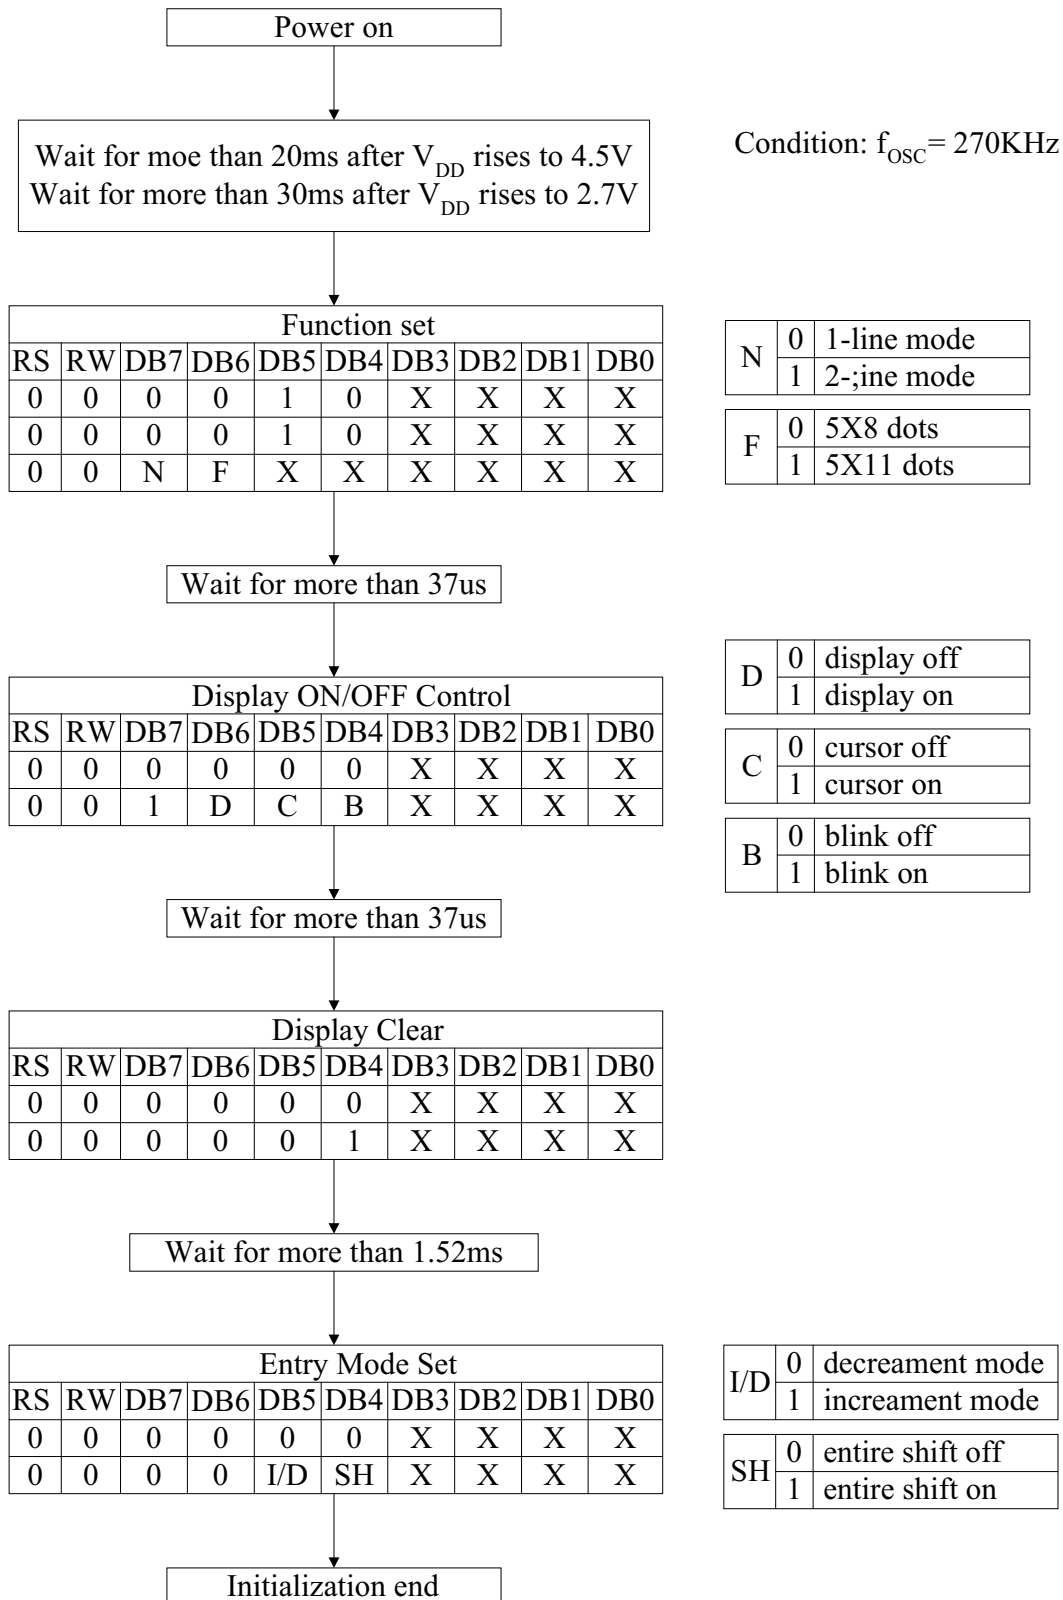 Power on
Wait for moe than 20ms after VDD rises to 4.5V
Wait for more than 30ms after VDD rises to 2.7V
Condition: fOSC= 270KHz
Function set
RS RW DB7 DB6 DB5 DB4 DB3 DB2 DB1 DB0
0 0 0 0 1 0 X X X X
0 0 0 0 1 0 X X X X
0 0 N F X X X X X X
N 0 1-line mode
1 2-;ine mode
F 0 5X8 dots
1 5X11 dots
Wait for more than 37us
Display ON/OFF Control
RS RW DB7 DB6 DB5 DB4 DB3 DB2 DB1 DB0
0 0 0 0 0 0 X X X X
0 0 1 D C B X X X X
D 0 display off
1 display on
C 0 cursor off
1 cursor on
B 0 blink off
1 blink on
Wait for more than 37us
Display Clear
RS RW DB7 DB6 DB5 DB4 DB3 DB2 DB1 DB0
0 0 0 0 0 0 X X X X
0 0 0 0 0 1 X X X X
Wait for more than 1.52ms
Entry Mode Set
RS RW DB7 DB6 DB5 DB4 DB3 DB2 DB1 DB0
0 0 0 0 0 0 X X X X
0 0 0 0 I/D SH X X X X
I/D 0 decreament mode
1 increament mode
SH 0 entire shift off
1 entire shift on
Initialization end